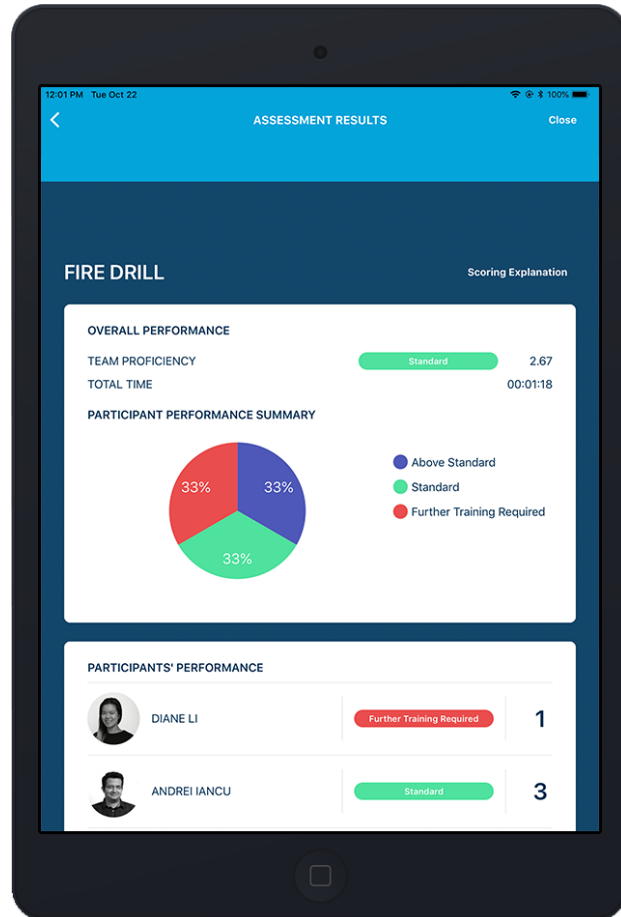 12:01 PM Tue Oct 22 100%
ASSESSMENT RESULTS Close
FIRE DRILL Scoring Explanation
OVERALL PERFORMANCE
TEAM PROFICIENCY Standard 2.67
TOTAL TIME 00:01:18
PARTICIPANT PERFORMANCE SUMMARY
33% 33%
33%
Above Standard
Standard
Further Training Required
PARTICIPANTS' PERFORMANCE
DIANE LI Further Training Required 1
ANDREI IANCU Standard 3